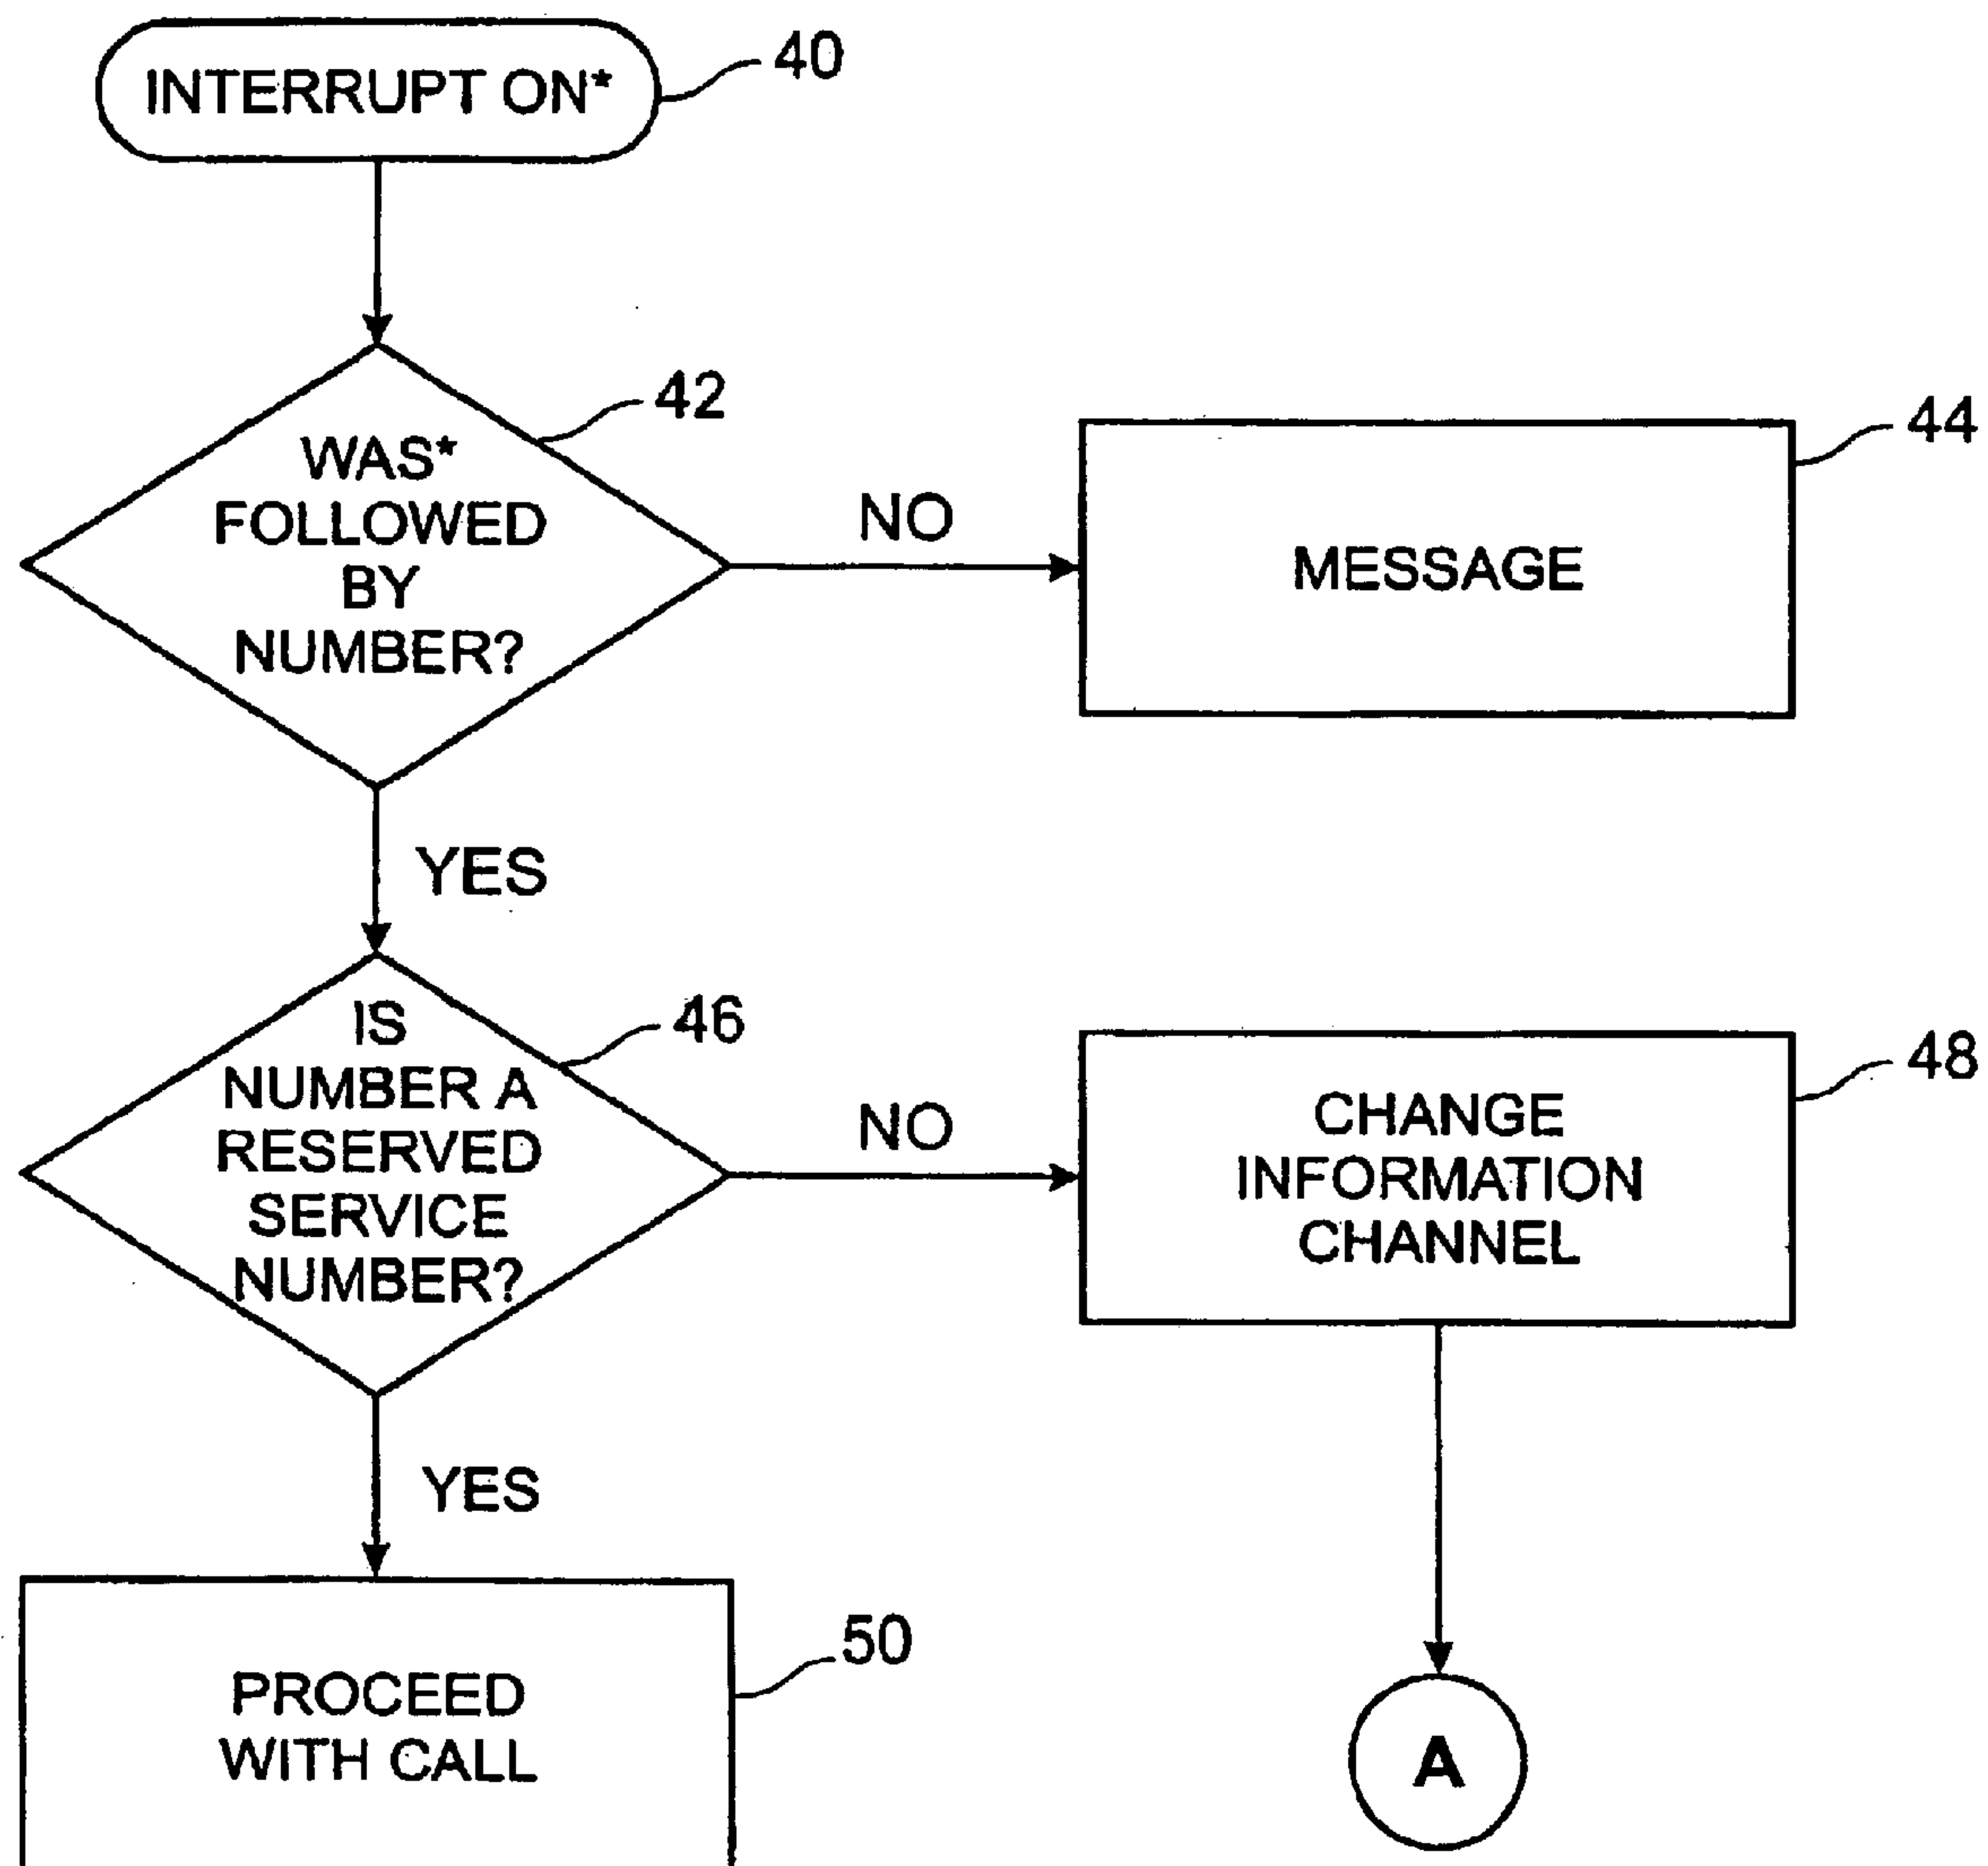 INTERRUPT ON*
40
WAS*
FOLLOWED
BY
NUMBER?
42
NO
MESSAGE
44
YES
IS
NUMBER A
RESERVED
SERVICE
NUMBER?
46
NO
CHANGE
INFORMATION
CHANNEL
48
YES
PROCEED
WITH CALL
50
A